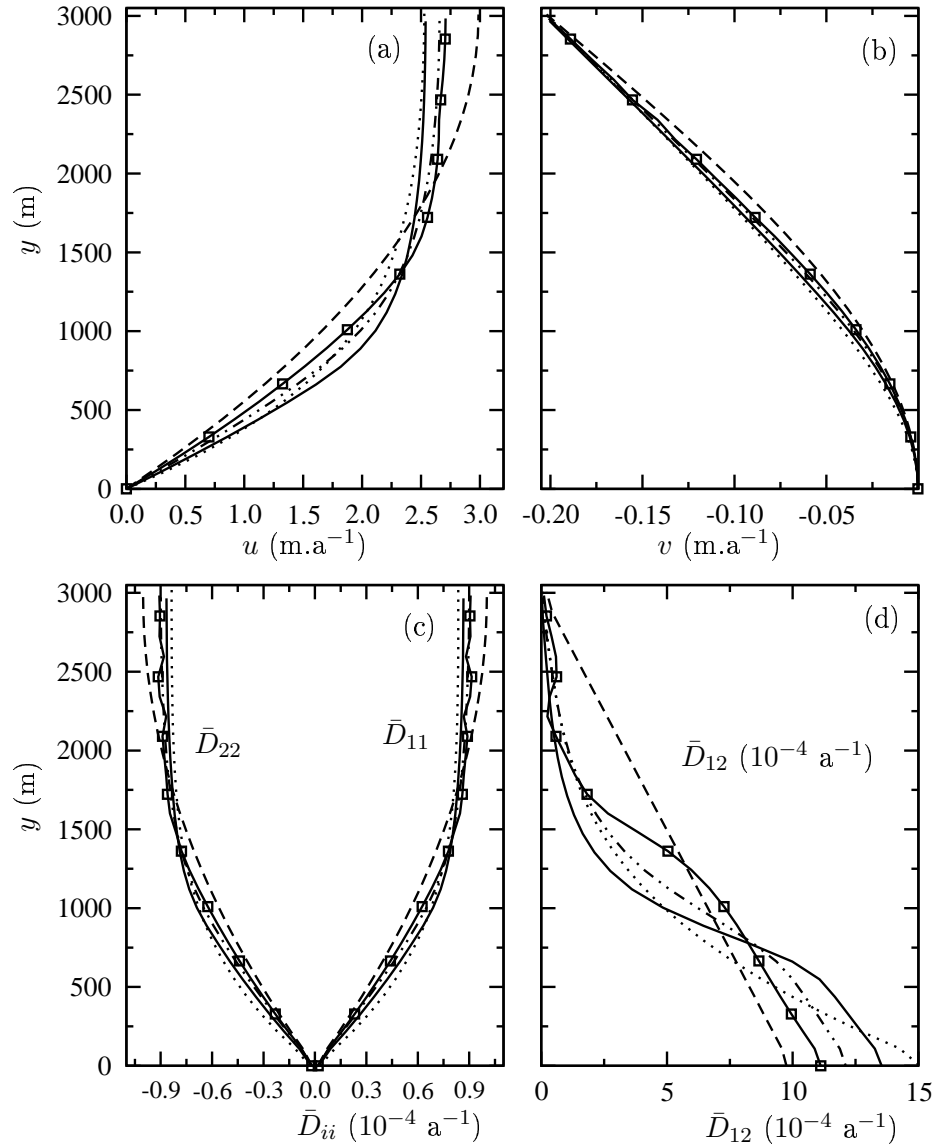 3000
2500
2000
1500
1000
500
0
y (m)
(a)
0.0 0.5 1.0 1.5 2.0 2.5 3.0
u (m.a⁻¹)
(b)
-0.20 -0.15 -0.10 -0.05
v (m.a⁻¹)
3000
2500
2000
1500
1000
500
0
y (m)
(c)
D̄₂₂
D̄₁₁
-0.9 -0.6 -0.3 0.0 0.3 0.6 0.9
D̄ᵢᵢ (10⁻⁴ a⁻¹)
(d)
D̄₁₂ (10⁻⁴ a⁻¹)
0 5 10 15
D̄₁₂ (10⁻⁴ a⁻¹)